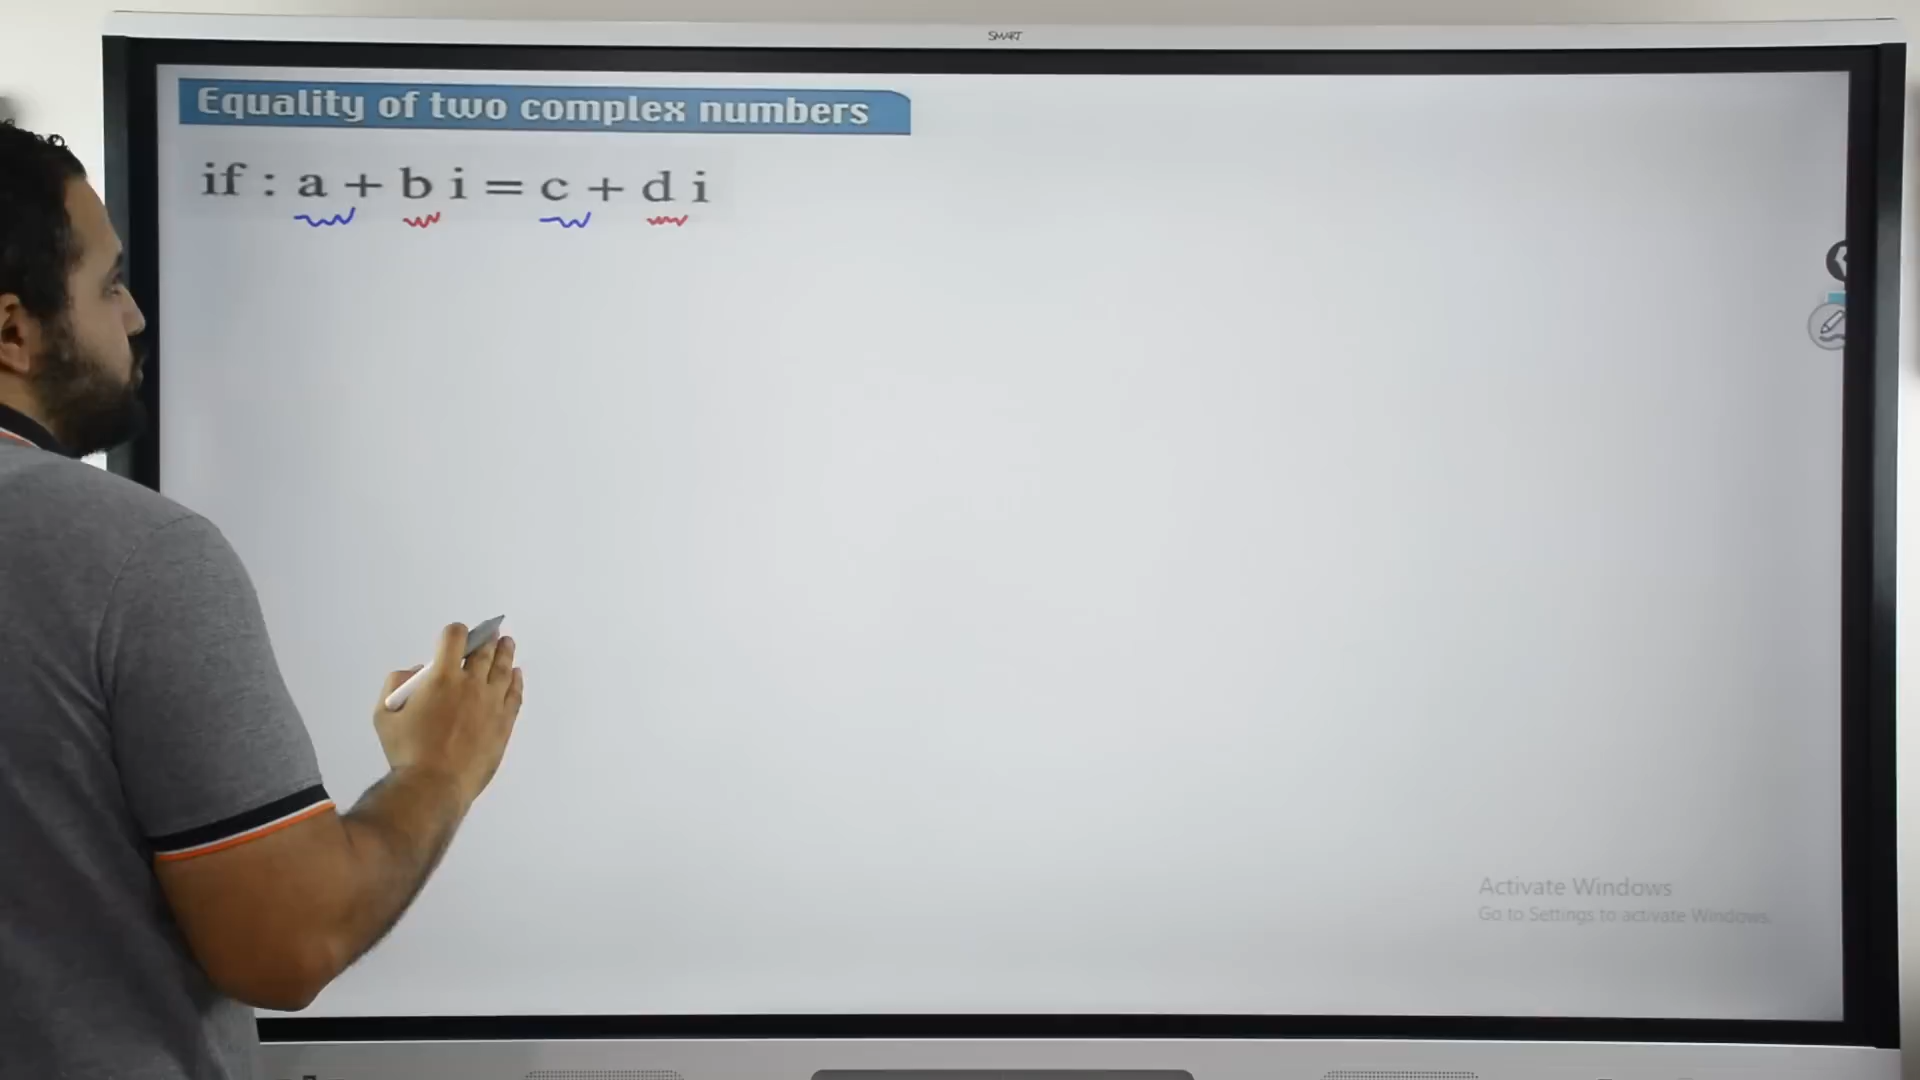 SMART
Equality of two complex numbers
if : a + b i = c + d i
Activate Windows
Go to Settings to activate Windows.